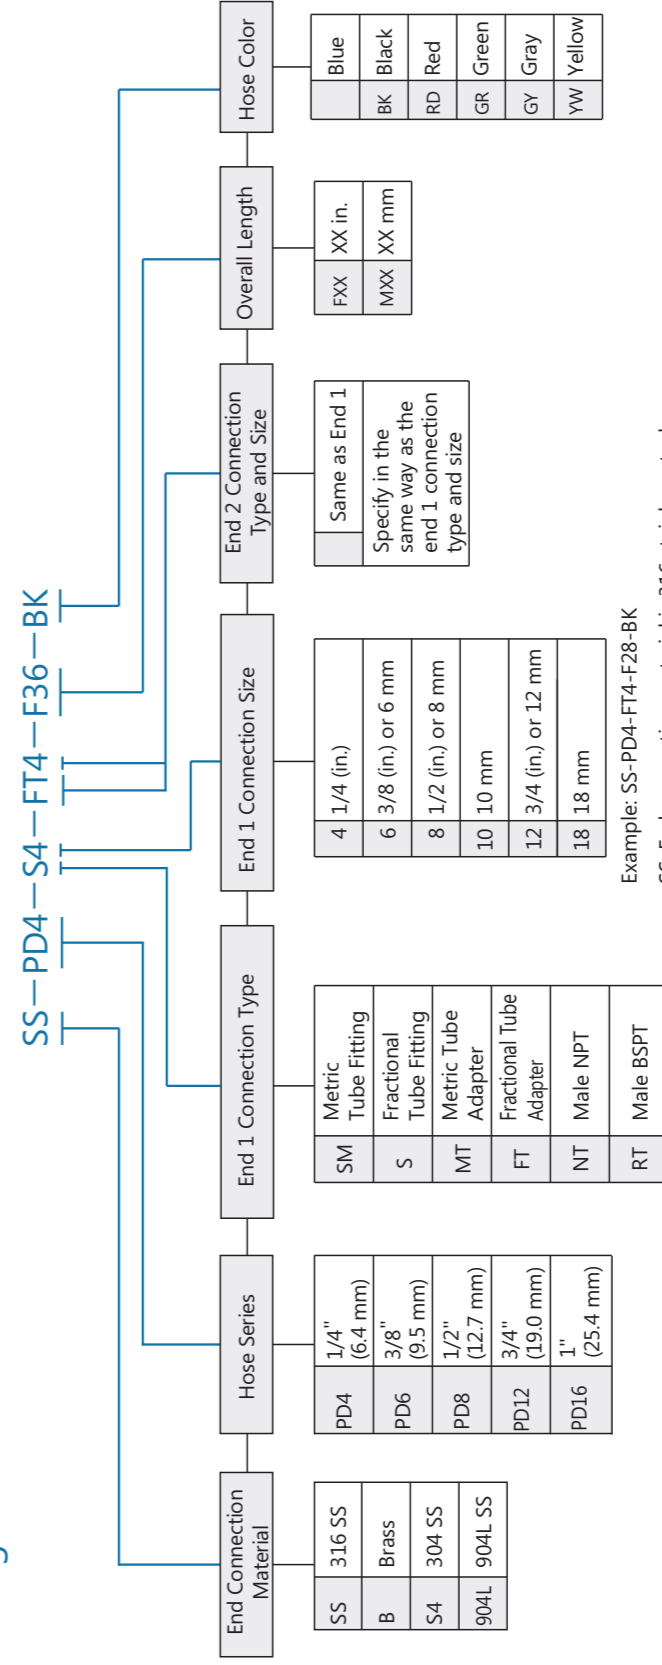 SS—PD4—S4—FT4—F36—BK
End Connection
Material
SS 316 SS
B Brass
S4 304 SS
904L 904L SS
Hose Series
PD4 1/4"
(6.4 mm)
PD6 3/8"
(9.5 mm)
PD8 1/2"
(12.7 mm)
PD12 3/4"
(19.0 mm)
PD16 1"
(25.4 mm)
End 1 Connection Type
SM Metric
Tube Fitting
S Fractional
Tube Fitting
MT Metric Tube
Adapter
FT Fractional Tube
Adapter
NT Male NPT
RT Male BSPT
End 1 Connection Size
4 1/4 (in.)
6 3/8 (in.) or 6 mm
8 1/2 (in.) or 8 mm
10 10 mm
12 3/4 (in.) or 12 mm
18 18 mm
End 2 Connection
Type and Size
Same as End 1
Specify in the
same way as the
end 1 connection
type and size
Overall Length
FXX XX in.
MXX XX mm
Hose Color
Blue
BK Black
RD Red
GR Green
GY Gray
YW Yellow
Example: SS-PD4-FT4-F28-BK